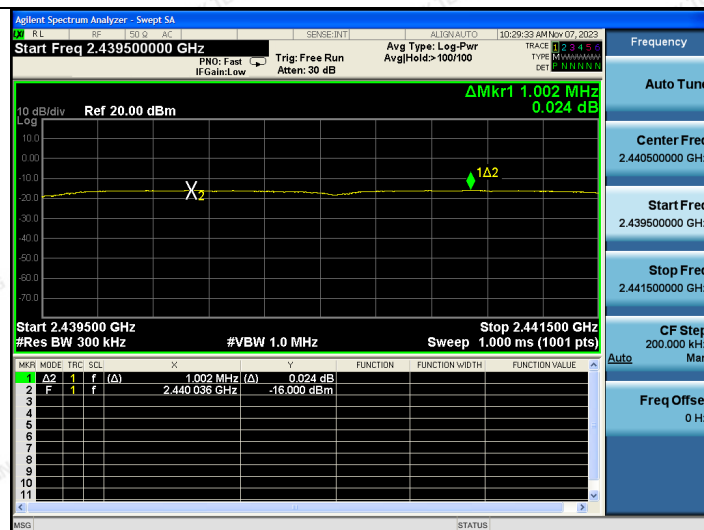 Agilent Spectrum Analyzer - Swept SA
LXI RL RF 50 Ω AC SENSE:INT ALIGN AUTO 10:29:33 AM Nov 07, 2023
Start Freq 2.439500000 GHz
PNO: Fast
IFGain:Low
Trig: Free Run
Atten: 30 dB
Avg Type: Log-Pwr
Avg|Hold:>100/100
TRACE 1 2 3 4 5 6
TYPE M WWWWW
DET P N N N N N
ΔMkr1 1.002 MHz
0.024 dB
10 dB/div Ref 20.00 dBm
Log
10.0
0.00
-10.0
-20.0
-30.0
-40.0
-50.0
-60.0
-70.0
X2
1Δ2
Start 2.439500 GHz Stop 2.441500 GHz
#Res BW 300 kHz #VBW 1.0 MHz Sweep 1.000 ms (1001 pts)
MKR MODE TRC SCL X Y FUNCTION FUNCTION WIDTH FUNCTION VALUE
1 Δ2 1 f (Δ) 1.002 MHz (Δ) 0.024 dB
2 F 1 f 2.440 036 GHz -16.000 dBm
3
4
5
6
7
8
9
10
11
MSG STATUS
Frequency
Auto Tune
Center Freq
2.440500000 GHz
Start Freq
2.439500000 GHz
Stop Freq
2.441500000 GHz
CF Step
200.000 kHz
Auto Man
Freq Offset
0 Hz